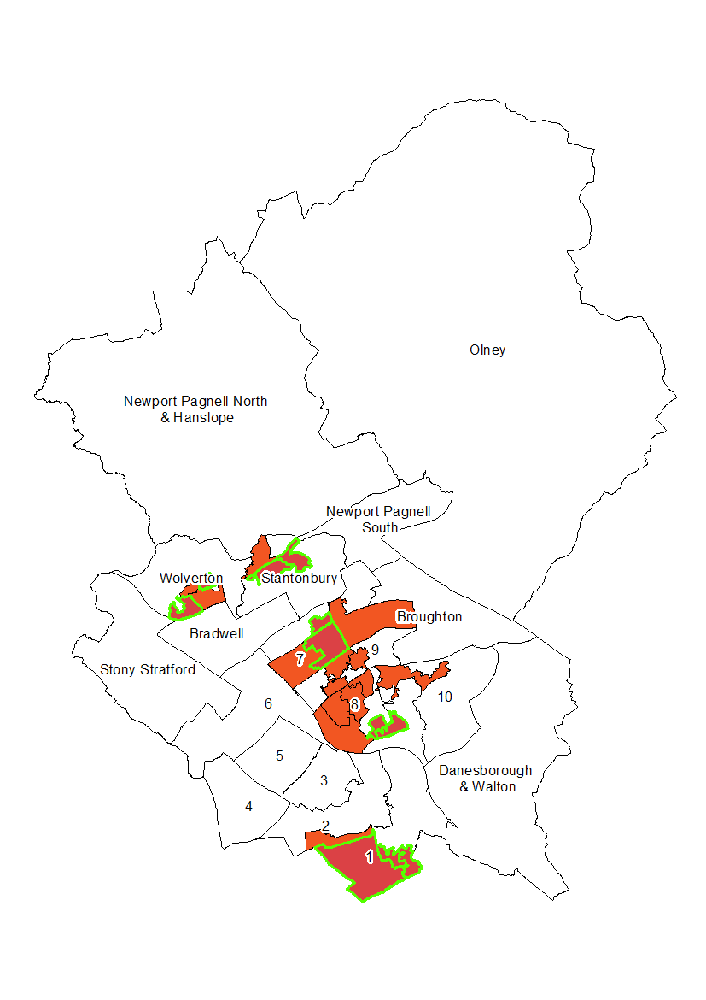 Olney
Newport Pagnell North
& Hanslope
Newport Pagnell
South
Wolverton
Stantonbury
Broughton
Bradwell
Stony Stratford
7
9
6
8
10
5
3
Danesborough
& Walton
4
2
1